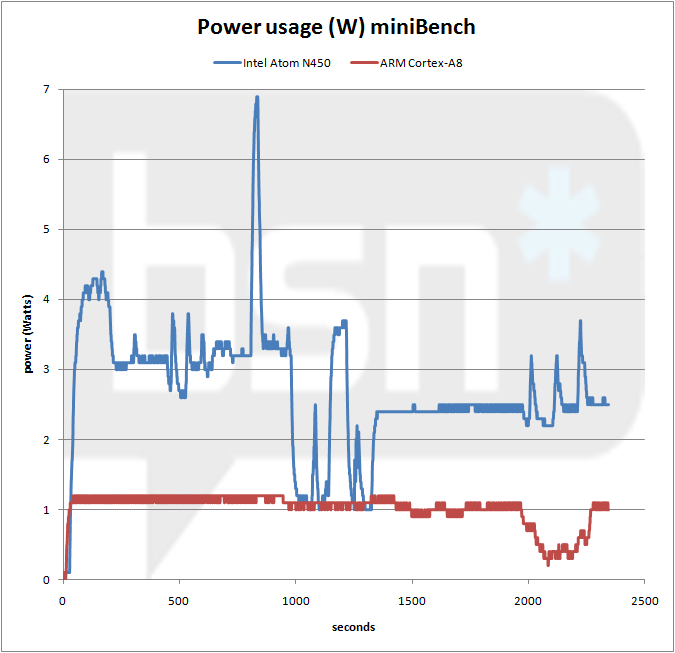 Power usage (W) miniBench
Intel Atom N450 ARM Cortex-A8
7
6
5
4
3
2
1
0
power (Watts)
bsn*
0 500 1000 1500 2000 2500
seconds